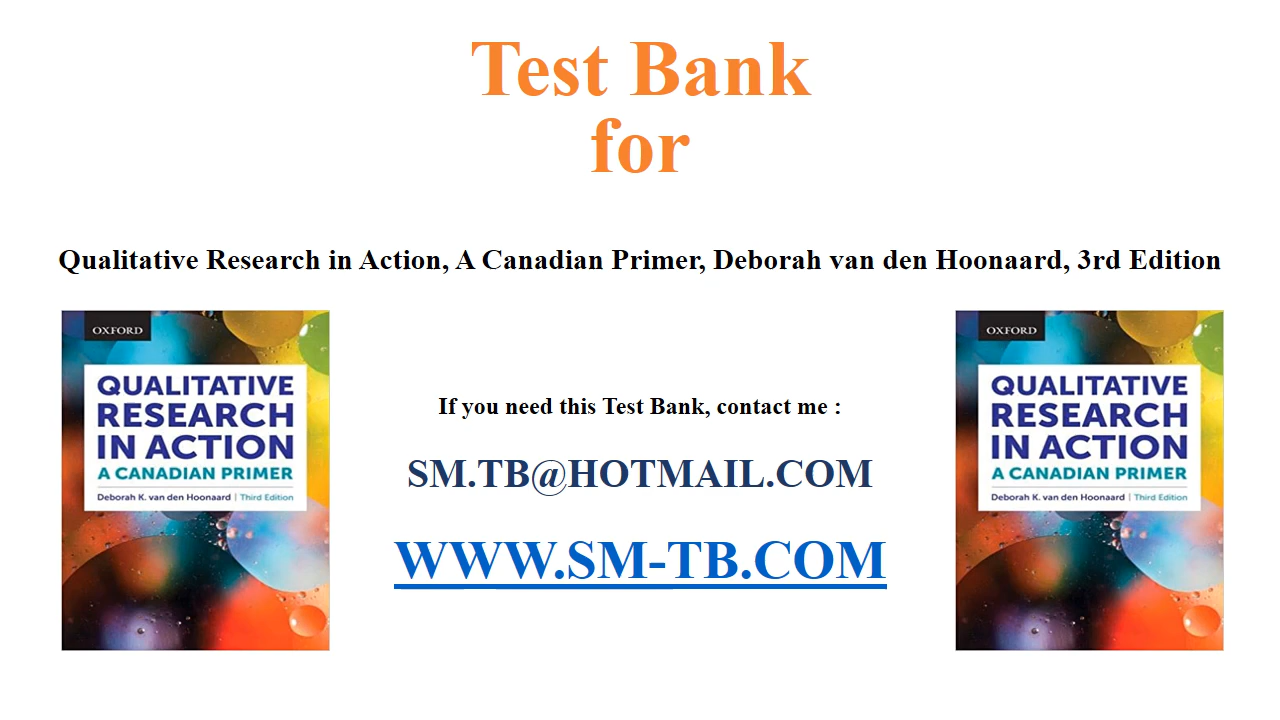 Test Bank
for
Qualitative Research in Action, A Canadian Primer, Deborah van den Hoonaard, 3rd Edition
OXFORD
QUALITATIVE
RESEARCH
IN ACTION
A CANADIAN PRIMER
Deborah K. van den Hoonaard | Third Edition
If you need this Test Bank, contact me :
SM.TB@HOTMAIL.COM
WWW.SM-TB.COM
OXFORD
QUALITATIVE
RESEARCH
IN ACTION
A CANADIAN PRIMER
Deborah K. van den Hoonaard | Third Edition